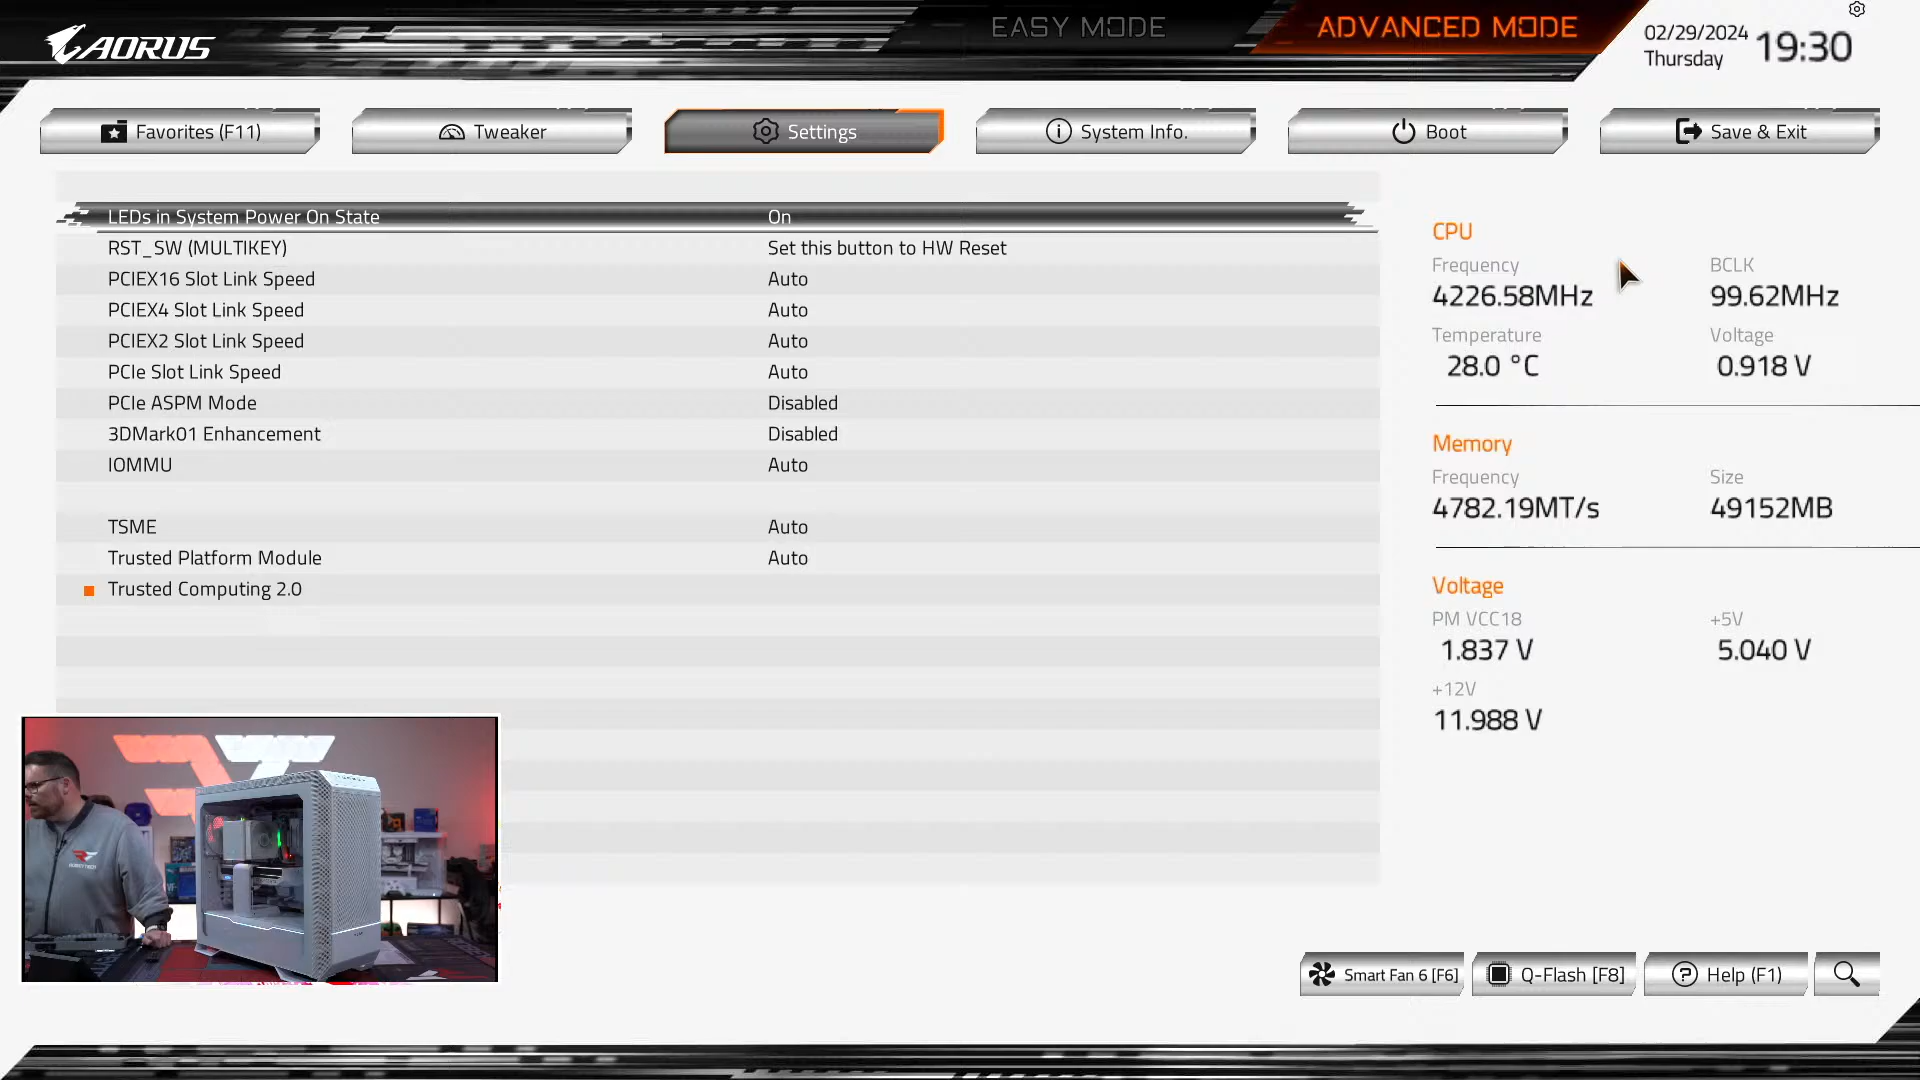 AORUS
EASY MODE
ADVANCED MODE
02/29/2024
Thursday
19:30
Favorites (F11)
Tweaker
Settings
System Info.
Boot
Save & Exit
LEDs in System Power On State On
RST_SW (MULTIKEY) Set this button to HW Reset
PCIEX16 Slot Link Speed Auto
PCIEX4 Slot Link Speed Auto
PCIEX2 Slot Link Speed Auto
PCIe Slot Link Speed Auto
PCIe ASPM Mode Disabled
3DMark01 Enhancement Disabled
IOMMU Auto
TSME Auto
Trusted Platform Module Auto
Trusted Computing 2.0
CPU
Frequency BCLK
4226.58MHz 99.62MHz
Temperature Voltage
28.0 °C 0.918 V
Memory
Frequency Size
4782.19MT/s 49152MB
Voltage
PM VCC18 +5V
1.837 V 5.040 V
+12V
11.988 V
Smart Fan 6 [F6]
Q-Flash [F8]
Help (F1)